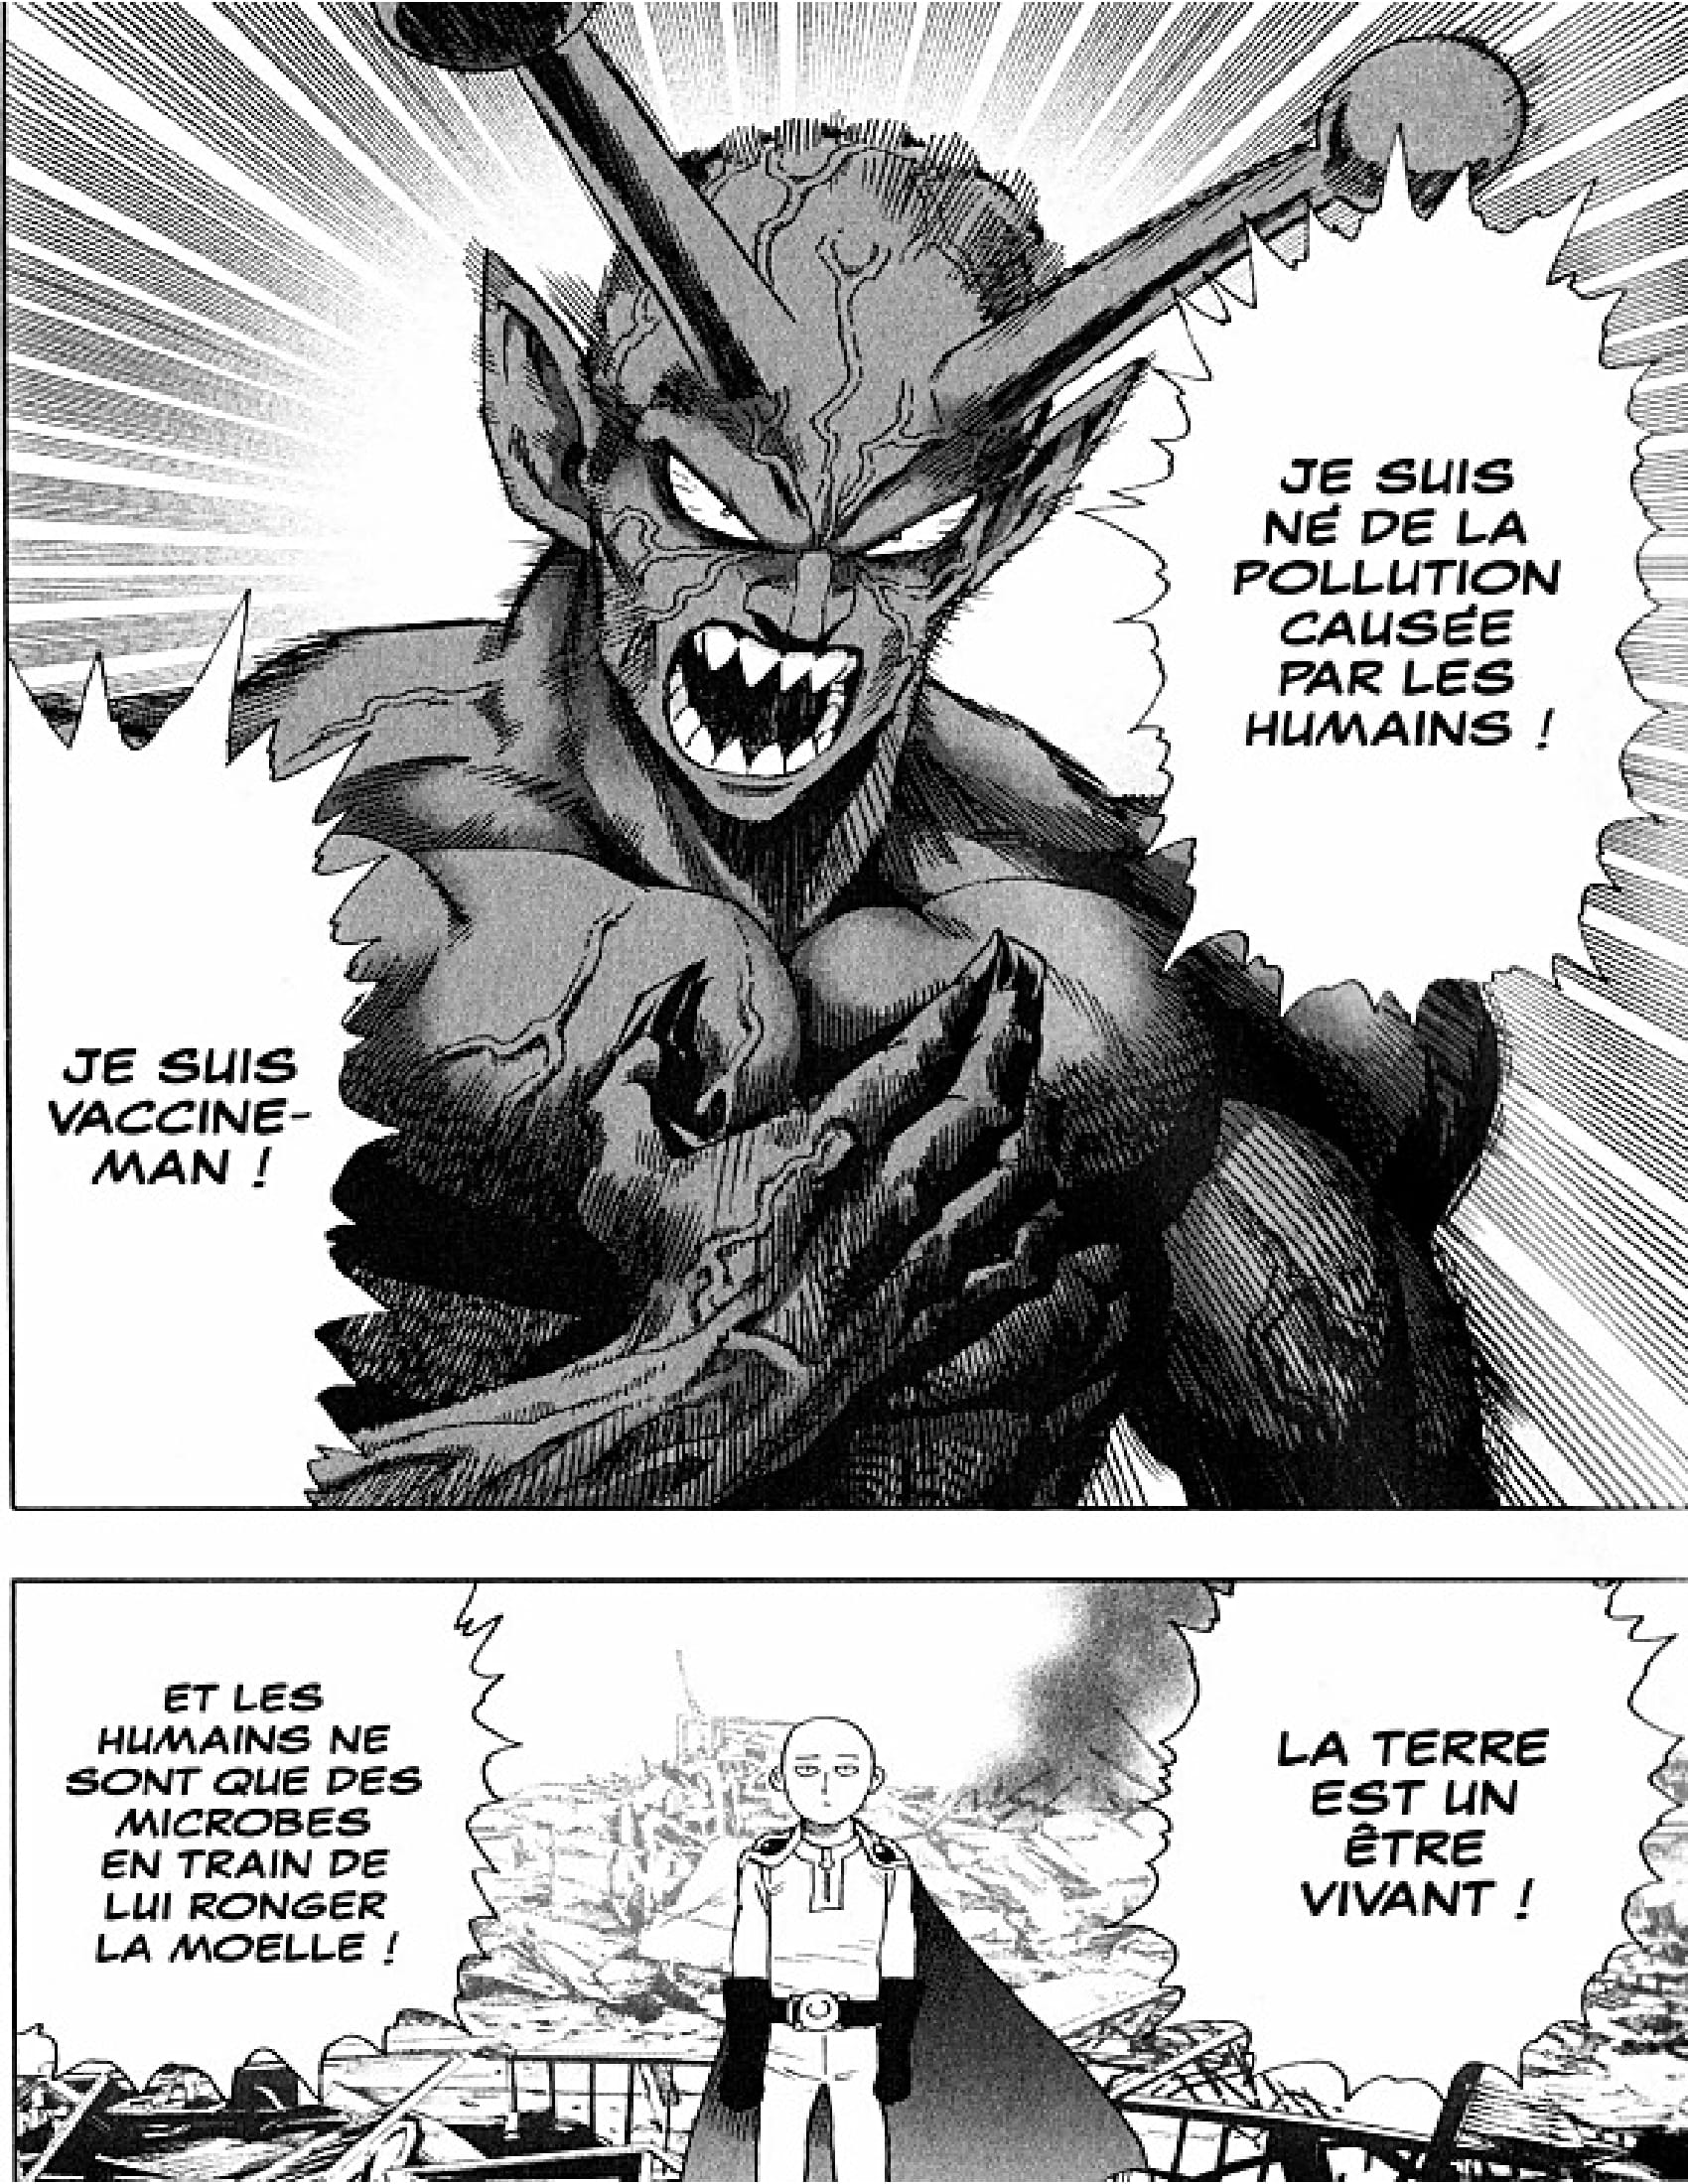 JE SUIS
NÉ DE LA
POLLUTION
CAUSÉE
PAR LES
HUMAINS !
JE SUIS
VACCINE-
MAN !
LA TERRE
EST UN
ÊTRE
VIVANT !
ET LES
HUMAINS NE
SONT QUE DES
MICROBES
EN TRAIN DE
LUI RONGER
LA MOELLE !